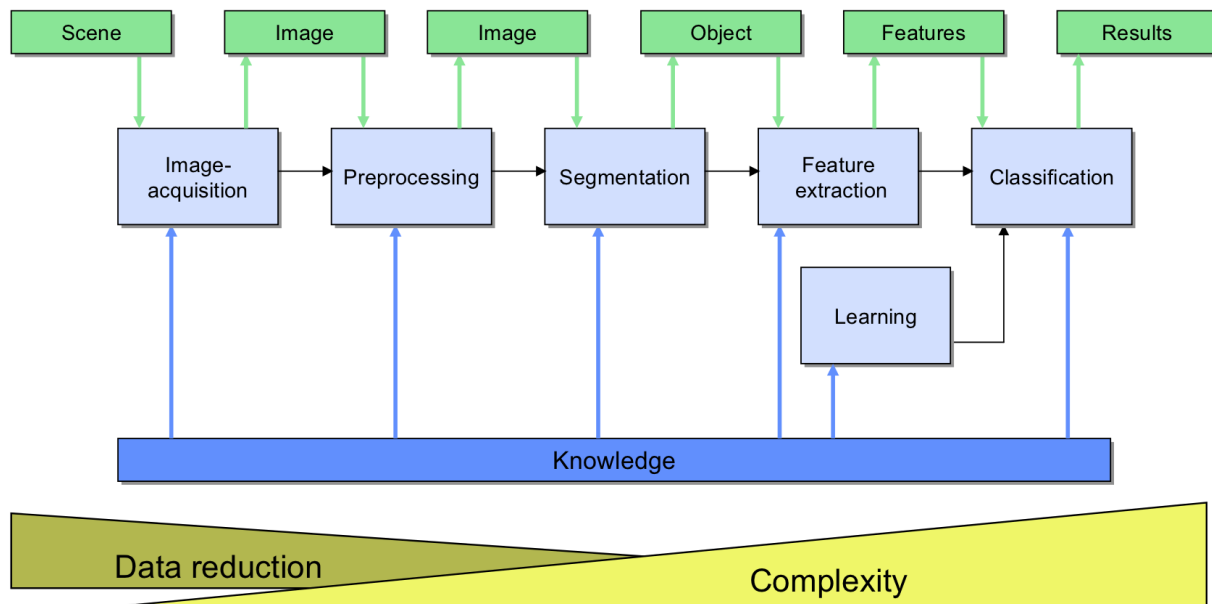 Scene
Image
Image
Object
Features
Results
Image-
acquisition
Preprocessing
Segmentation
Feature
extraction
Classification
Learning
Knowledge
Data reduction
Complexity